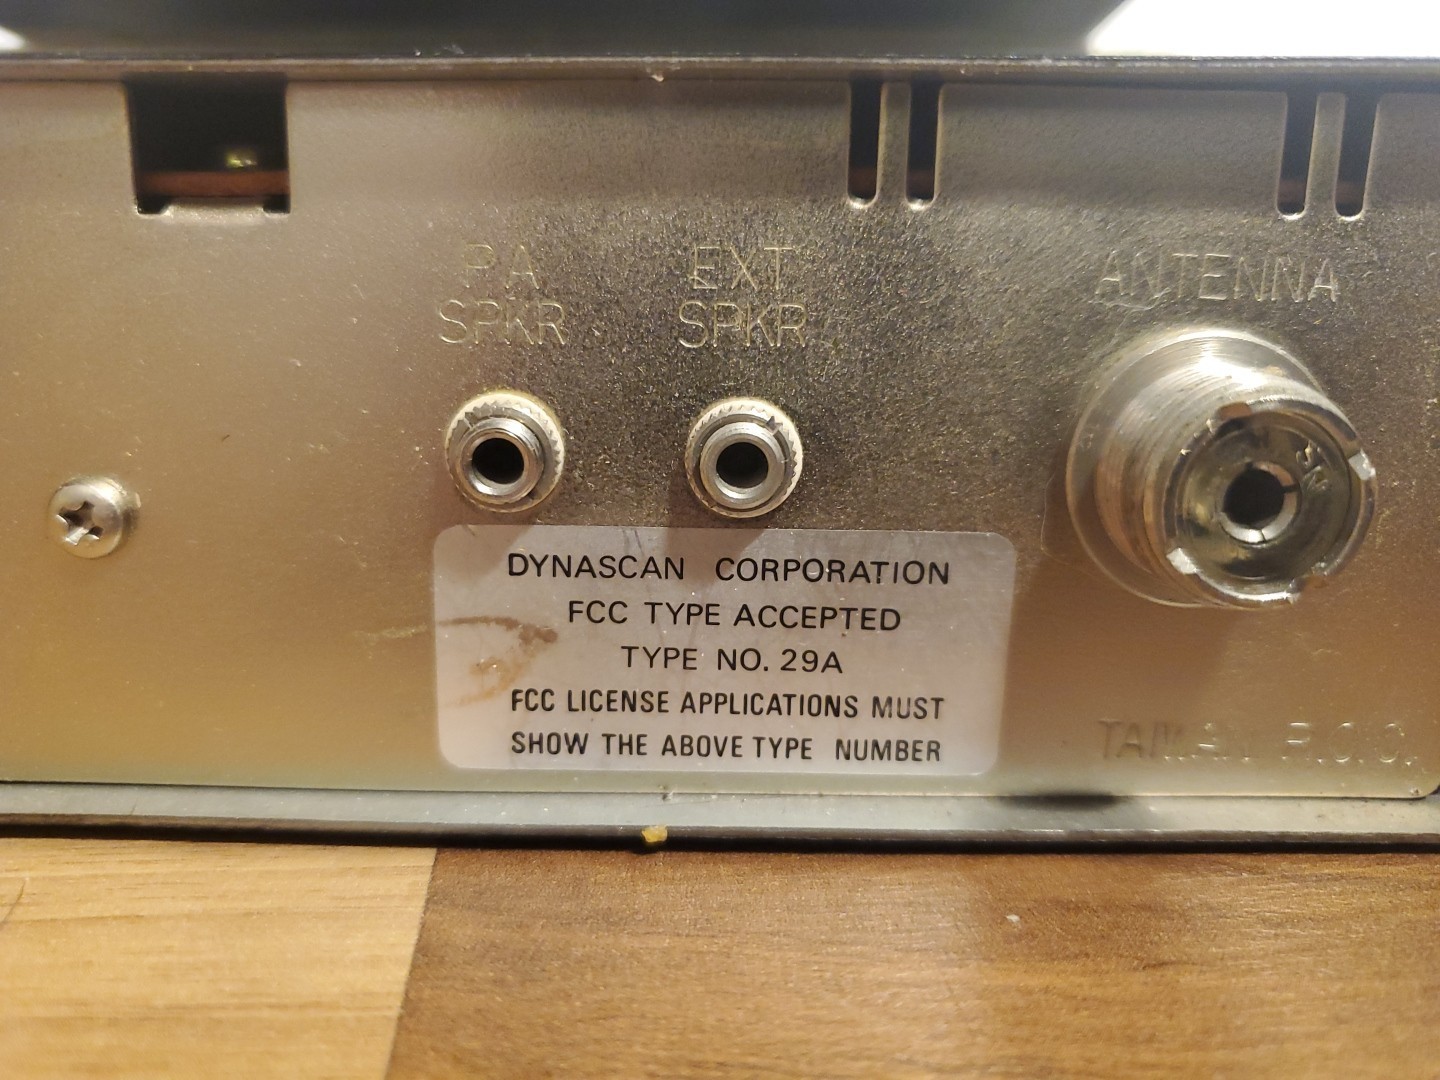 PA
SPKR
EXT
SPKR
ANTENNA
DYNASCAN CORPORATION
FCC TYPE ACCEPTED
TYPE NO. 29A
FCC LICENSE APPLICATIONS MUST
SHOW THE ABOVE TYPE NUMBER
TAIWAN R.O.C.